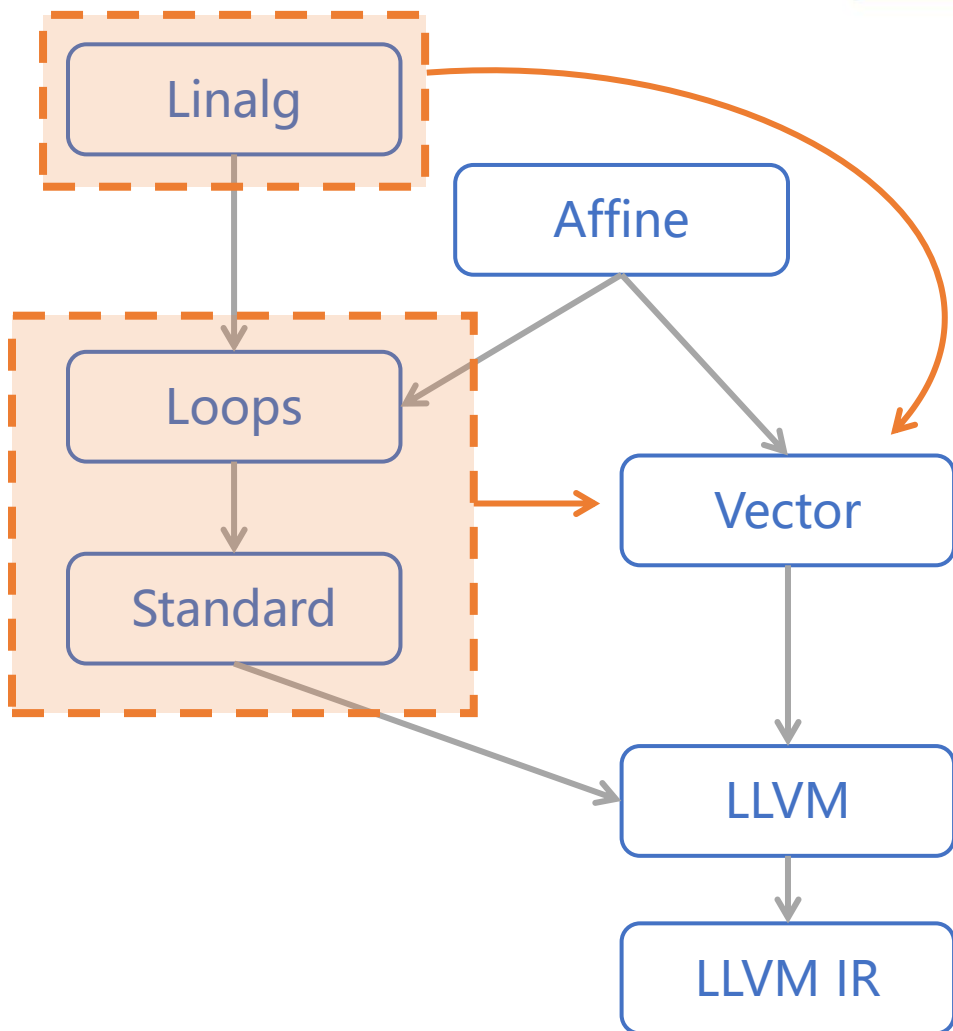 Linalg
Affine
Loops
Vector
Standard
LLVM
LLVM IR